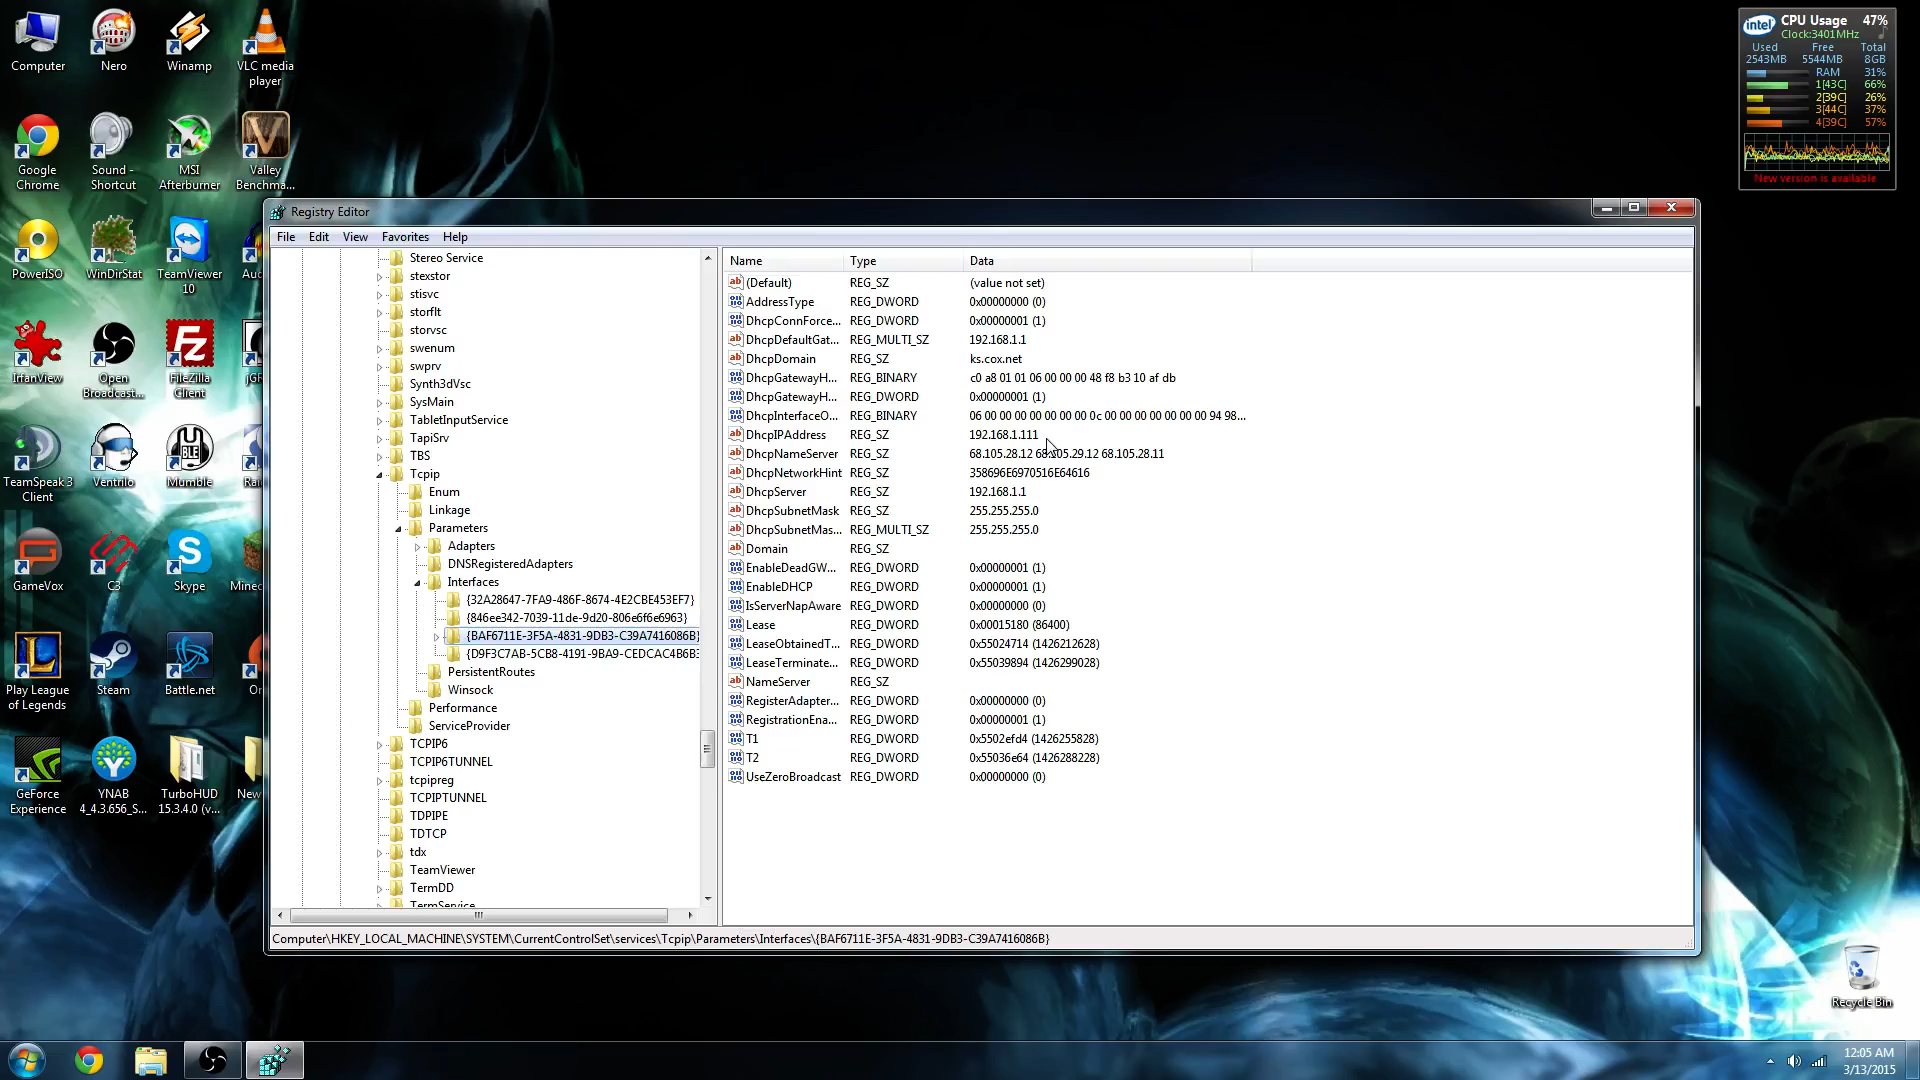 Computer
Nero
Winamp
VLC media player
Google Chrome
Sound - Shortcut
MSI Afterburner
Valley Benchma...
PowerISO
WinDirStat
TeamViewer 10
IrfanView
Open Broadcast...
FileZilla Client
TeamSpeak 3 Client
Ventrilo
Mumble
GameVox
C3
Skype
Play League of Legends
Steam
Battle.net
GeForce Experience
YNAB 4_4.3.656_S...
TurboHUD 15.3.4.0 (v...
intel
CPU Usage 47%
Clock:3401MHz
Used Free Total
2543MB 5544MB 8GB
RAM 31%
1[43C] 66%
2[39C] 26%
3[44C] 37%
4[39C] 57%
New version is available
Registry Editor
File Edit View Favorites Help
Stereo Service
stexstor
stisvc
storflt
storvsc
swenum
swprv
Synth3dVsc
SysMain
TabletInputService
TapiSrv
TBS
Tcpip
Enum
Linkage
Parameters
Adapters
DNSRegisteredAdapters
Interfaces
{32A28647-7FA9-486F-8674-4E2CBE453EF7}
{846ee342-7039-11de-9d20-806e6f6e6963}
{BAF6711E-3F5A-4831-9DB3-C39A7416086B}
{D9F3C7AB-5CB8-4191-9BA9-CEDCAC4B6B3
PersistentRoutes
Winsock
Performance
ServiceProvider
TCPIP6
TCPIP6TUNNEL
tcpipreg
TCPIPTUNNEL
TDPIPE
TDTCP
tdx
TeamViewer
TermDD
TermService
Name Type Data
(Default) REG_SZ (value not set)
AddressType REG_DWORD 0x00000000 (0)
DhcpConnForce... REG_DWORD 0x00000001 (1)
DhcpDefaultGat... REG_MULTI_SZ 192.168.1.1
DhcpDomain REG_SZ ks.cox.net
DhcpGatewayH... REG_BINARY c0 a8 01 01 06 00 00 00 48 f8 b3 10 af db
DhcpGatewayH... REG_DWORD 0x00000001 (1)
DhcpInterfaceO... REG_BINARY 06 00 00 00 00 00 00 00 0c 00 00 00 00 00 00 00 94 98...
DhcpIPAddress REG_SZ 192.168.1.111
DhcpNameServer REG_SZ 68.105.28.12 68.105.29.12 68.105.28.11
DhcpNetworkHint REG_SZ 358696E6970516E64616
DhcpServer REG_SZ 192.168.1.1
DhcpSubnetMask REG_SZ 255.255.255.0
DhcpSubnetMas... REG_MULTI_SZ 255.255.255.0
Domain REG_SZ
EnableDeadGW... REG_DWORD 0x00000001 (1)
EnableDHCP REG_DWORD 0x00000001 (1)
IsServerNapAware REG_DWORD 0x00000000 (0)
Lease REG_DWORD 0x00015180 (86400)
LeaseObtainedT... REG_DWORD 0x55024714 (1426212628)
LeaseTerminate... REG_DWORD 0x55039894 (1426299028)
NameServer REG_SZ
RegisterAdapter... REG_DWORD 0x00000000 (0)
RegistrationEna... REG_DWORD 0x00000001 (1)
T1 REG_DWORD 0x5502efd4 (1426255828)
T2 REG_DWORD 0x55036e64 (1426288228)
UseZeroBroadcast REG_DWORD 0x00000000 (0)
Computer\HKEY_LOCAL_MACHINE\SYSTEM\CurrentControlSet\services\Tcpip\Parameters\Interfaces\{BAF6711E-3F5A-4831-9DB3-C39A7416086B}
Recycle Bin
12:05 AM
3/13/2015